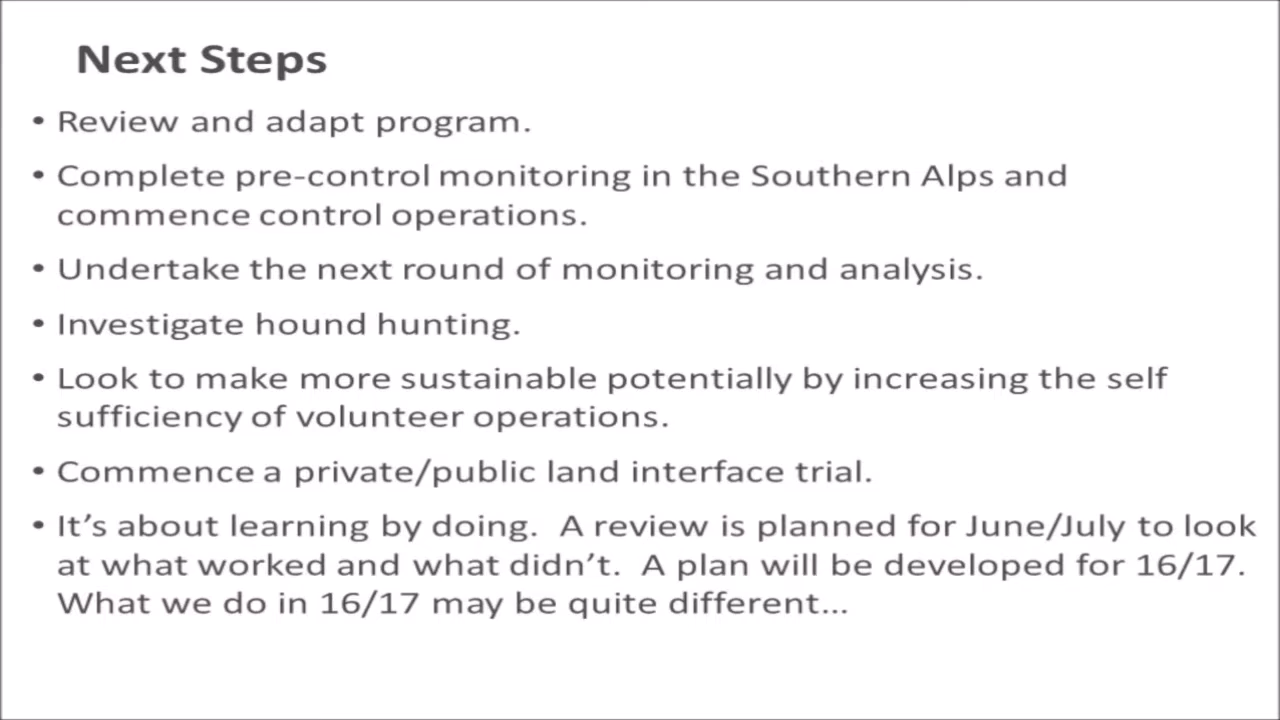 Next Steps
• Review and adapt program.
• Complete pre-control monitoring in the Southern Alps and
commence control operations.
• Undertake the next round of monitoring and analysis.
• Investigate hound hunting.
• Look to make more sustainable potentially by increasing the self
sufficiency of volunteer operations.
• Commence a private/public land interface trial.
• It’s about learning by doing.  A review is planned for June/July to look
at what worked and what didn’t.  A plan will be developed for 16/17.
What we do in 16/17 may be quite different…